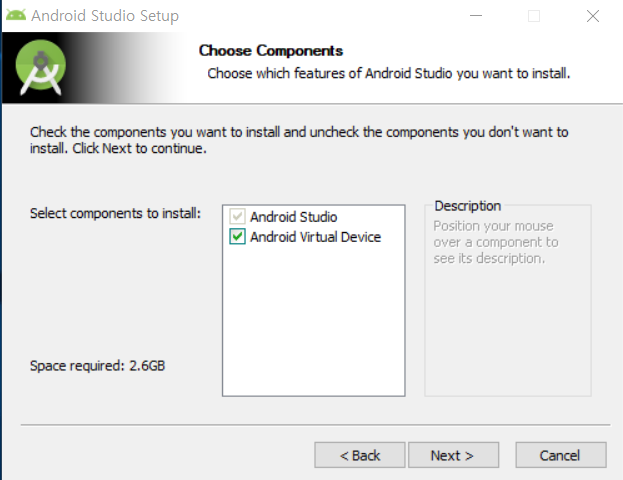 Android Studio Setup
Choose Components
Choose which features of Android Studio you want to install.
Check the components you want to install and uncheck the components you don't want to
install. Click Next to continue.
Select components to install:
Android Studio
Android Virtual Device
Description
Position your mouse
over a component to
see its description.
Space required: 2.6GB
< Back
Next >
Cancel